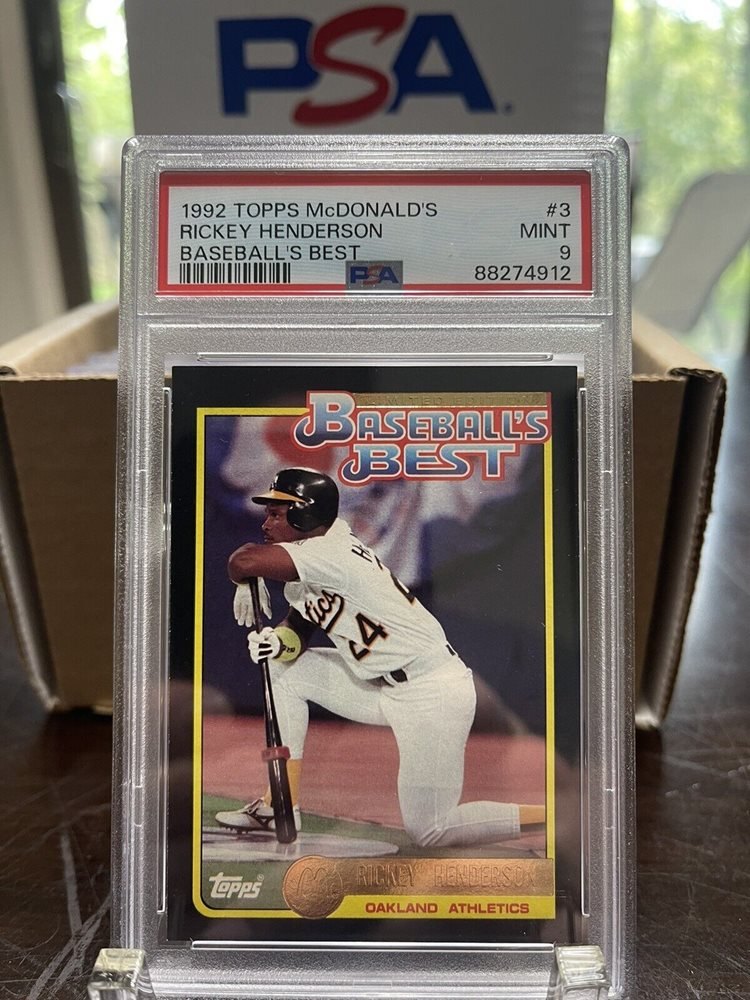 PSA
1992 TOPPS McDONALD'S #3
RICKEY HENDERSON MINT
BASEBALL'S BEST 9
PSA 88274912
LIMITED EDITION
BASEBALL'S
BEST
24
topps
RICKEY HENDERSON
OAKLAND ATHLETICS